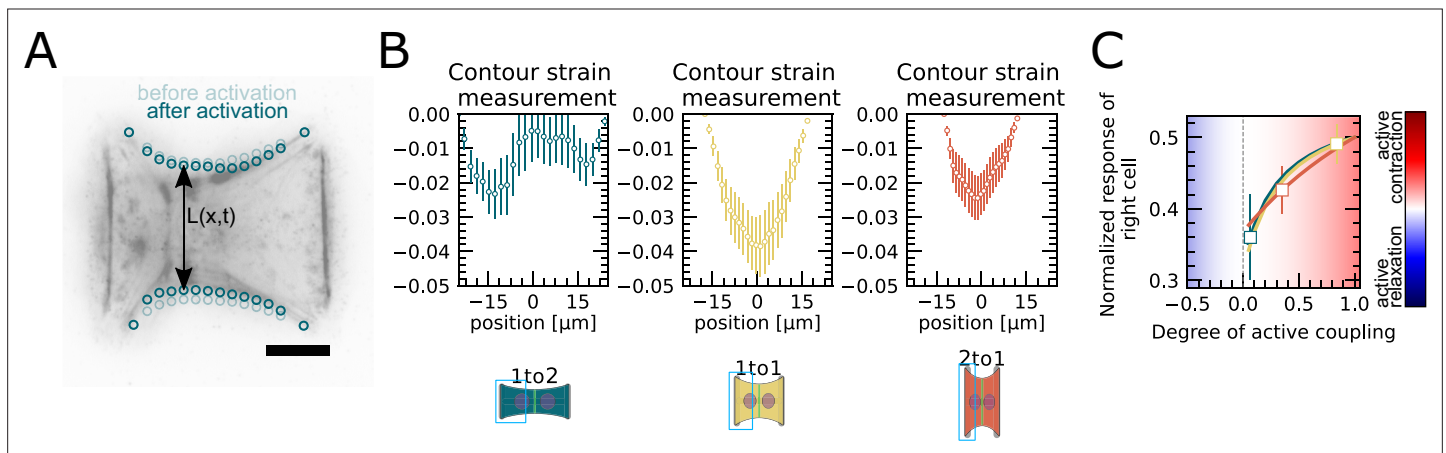 A
before activation
after activation
L(x,t)
B
Contour strain
measurement
0.00
−0.01
−0.02
−0.03
−0.04
−0.05
−15
0
15
position [μm]
1to2
Contour strain
measurement
0.00
−0.01
−0.02
−0.03
−0.04
−0.05
−15
0
15
position [μm]
1to1
Contour strain
measurement
0.00
−0.01
−0.02
−0.03
−0.04
−0.05
−15
0
15
position [μm]
2to1
C
Normalized response of
right cell
0.5
0.4
0.3
−0.5
0.0
0.5
1.0
Degree of active coupling
active
contraction
active
relaxation